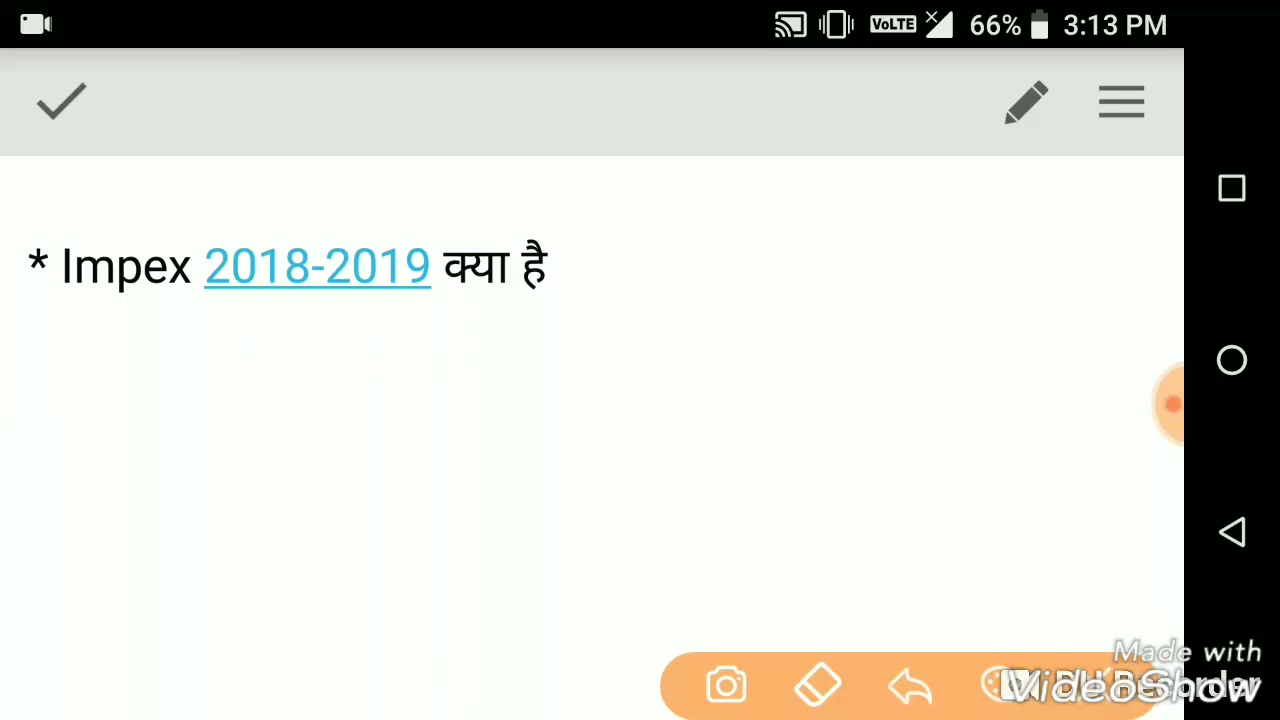 VoLTE 66% 3:13 PM
* Impex 2018-2019 क्या है
Made with
VideoShow